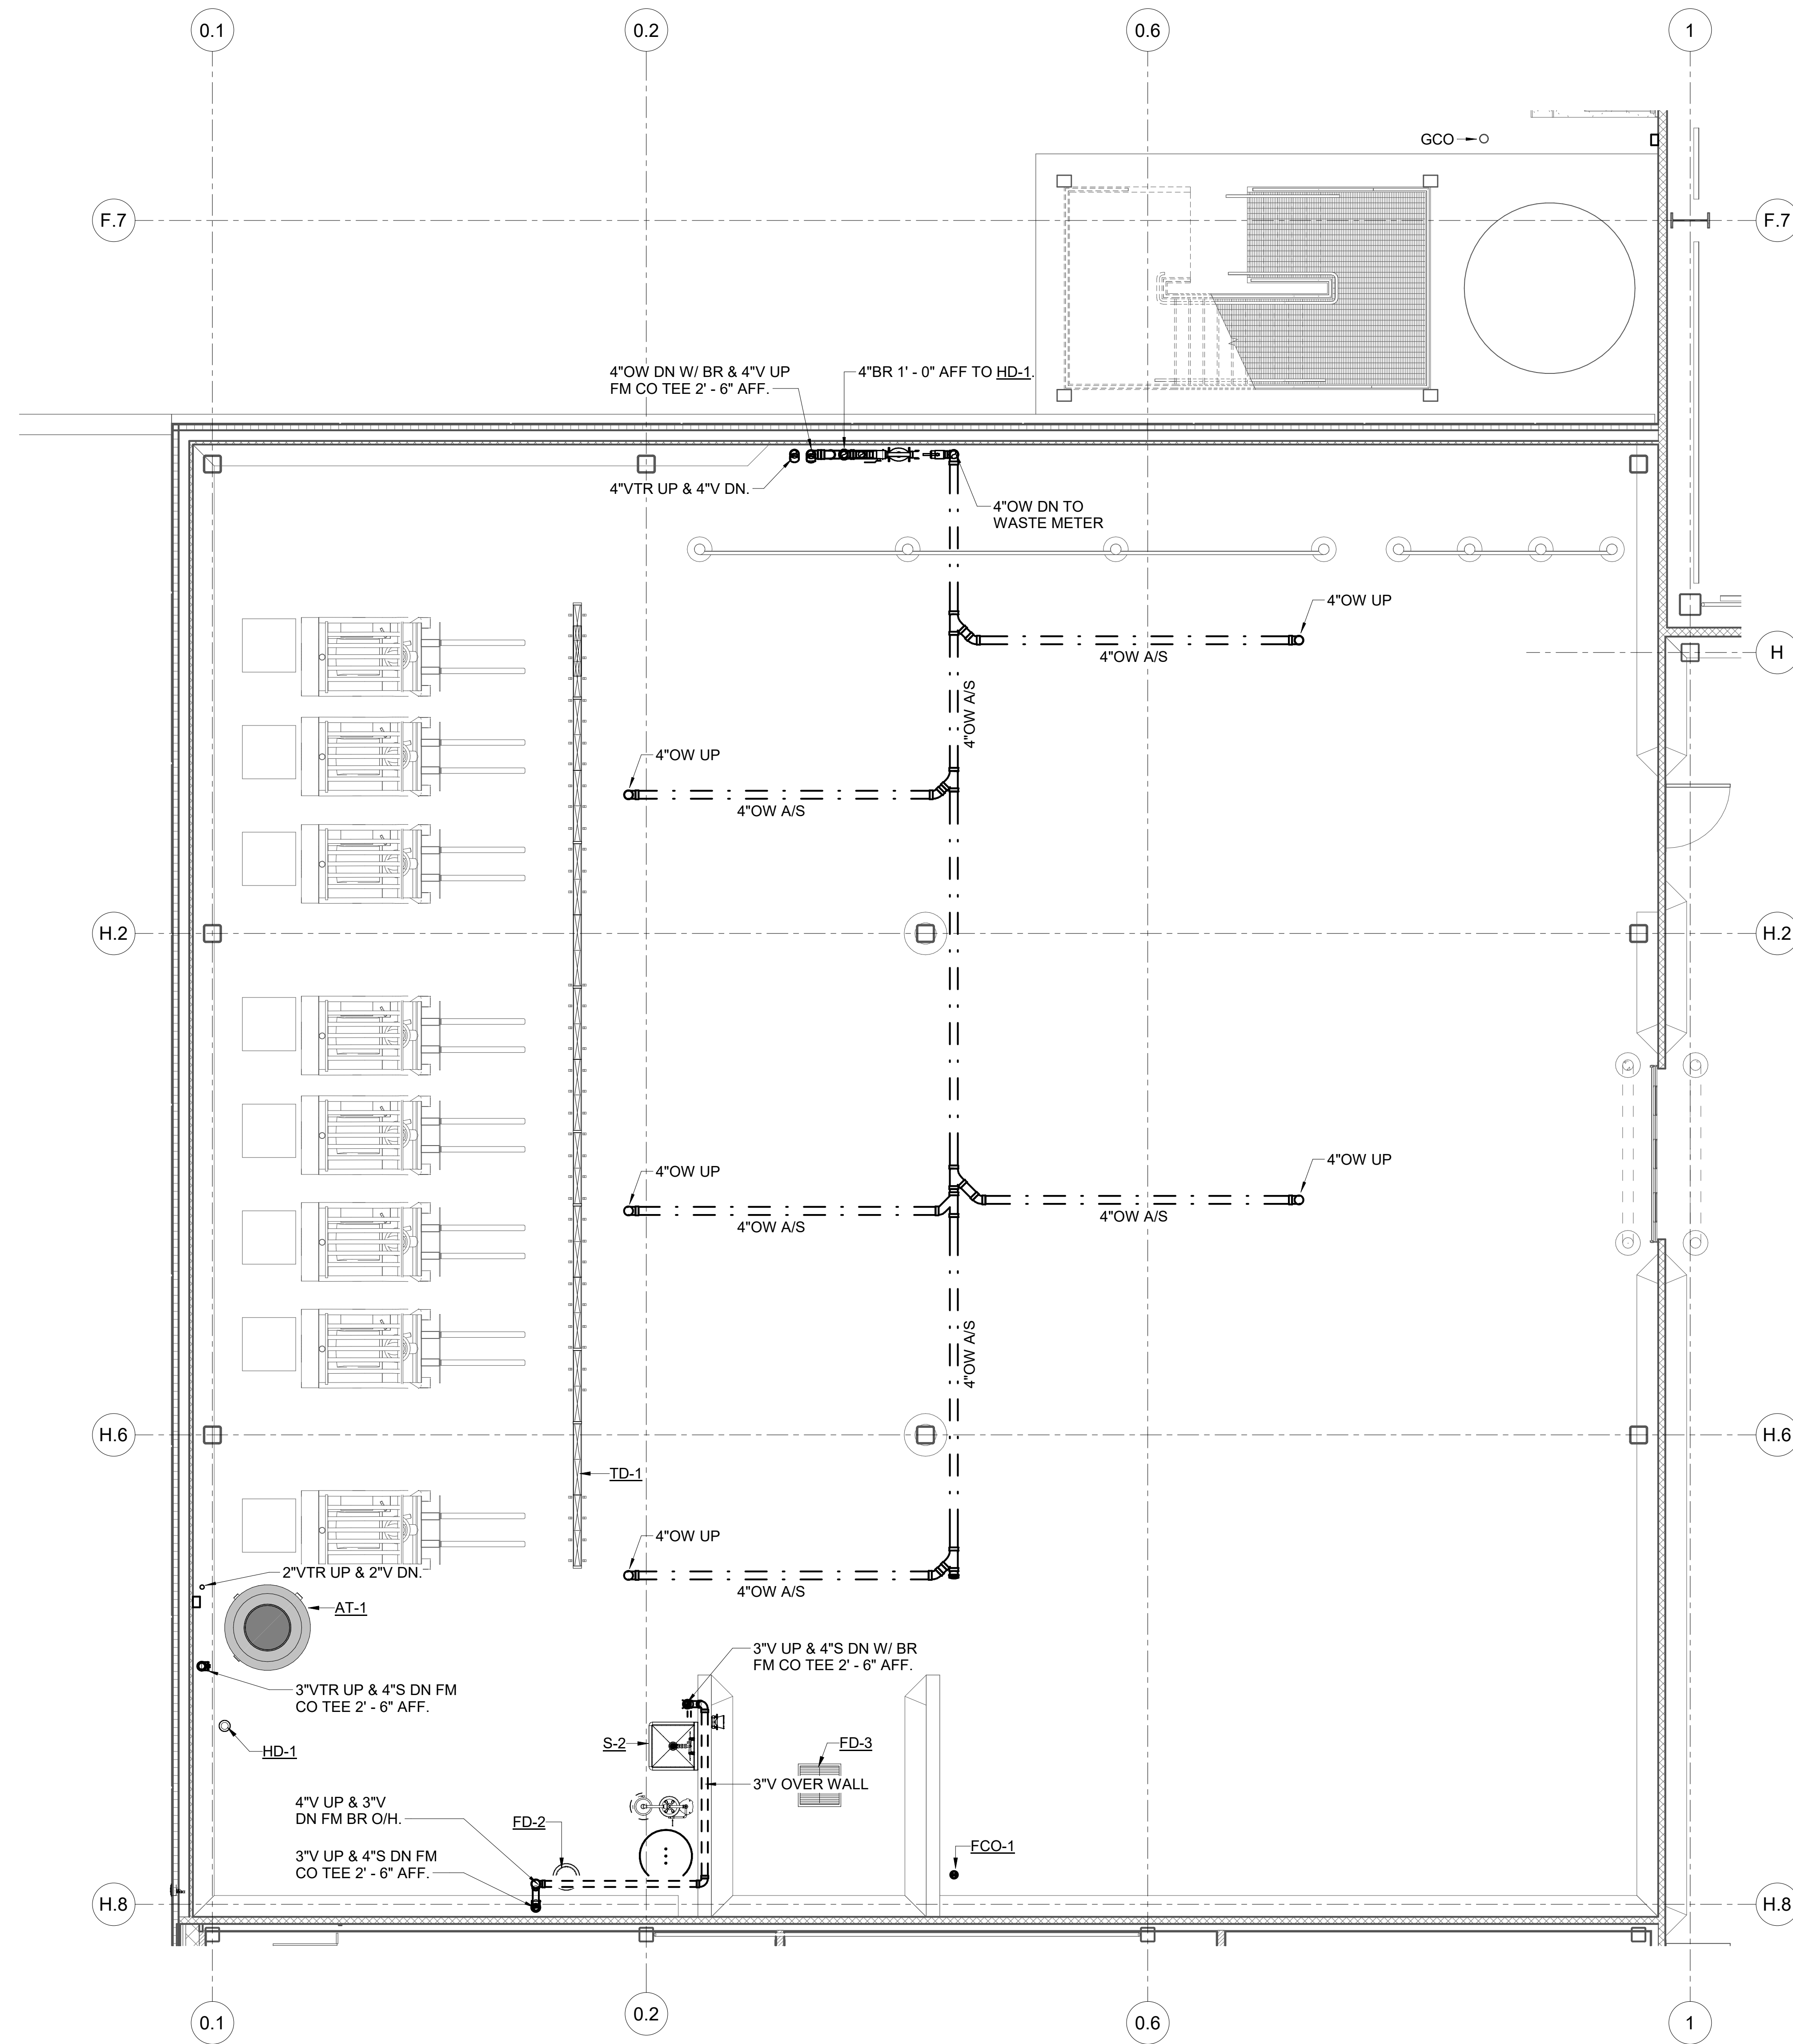 0.1
0.2
0.6
1
GCO
F.7
F.7
4"OW DN W/ BR & 4"V UP
FM CO TEE 2' - 6" AFF.
4"BR 1' - 0" AFF TO HD-1.
4"VTR UP & 4"V DN.
4"OW DN TO
WASTE METER
4"OW UP
4"OW A/S
H
4"OW A/S
4"OW UP
4"OW A/S
H.2
H.2
4"OW UP
4"OW UP
4"OW A/S
4"OW A/S
4"OW A/S
H.6
H.6
TD-1
4"OW UP
4"OW A/S
2"VTR UP & 2"V DN.
AT-1
3"V UP & 4"S DN W/ BR
FM CO TEE 2' - 6" AFF.
3"VTR UP & 4"S DN FM
CO TEE 2' - 6" AFF.
HD-1
S-2
FD-3
3"V OVER WALL
4"V UP & 3"V
DN FM BR O/H.
FD-2
3"V UP & 4"S DN FM
CO TEE 2' - 6" AFF.
FCO-1
H.8
H.8
0.1
0.2
0.6
1